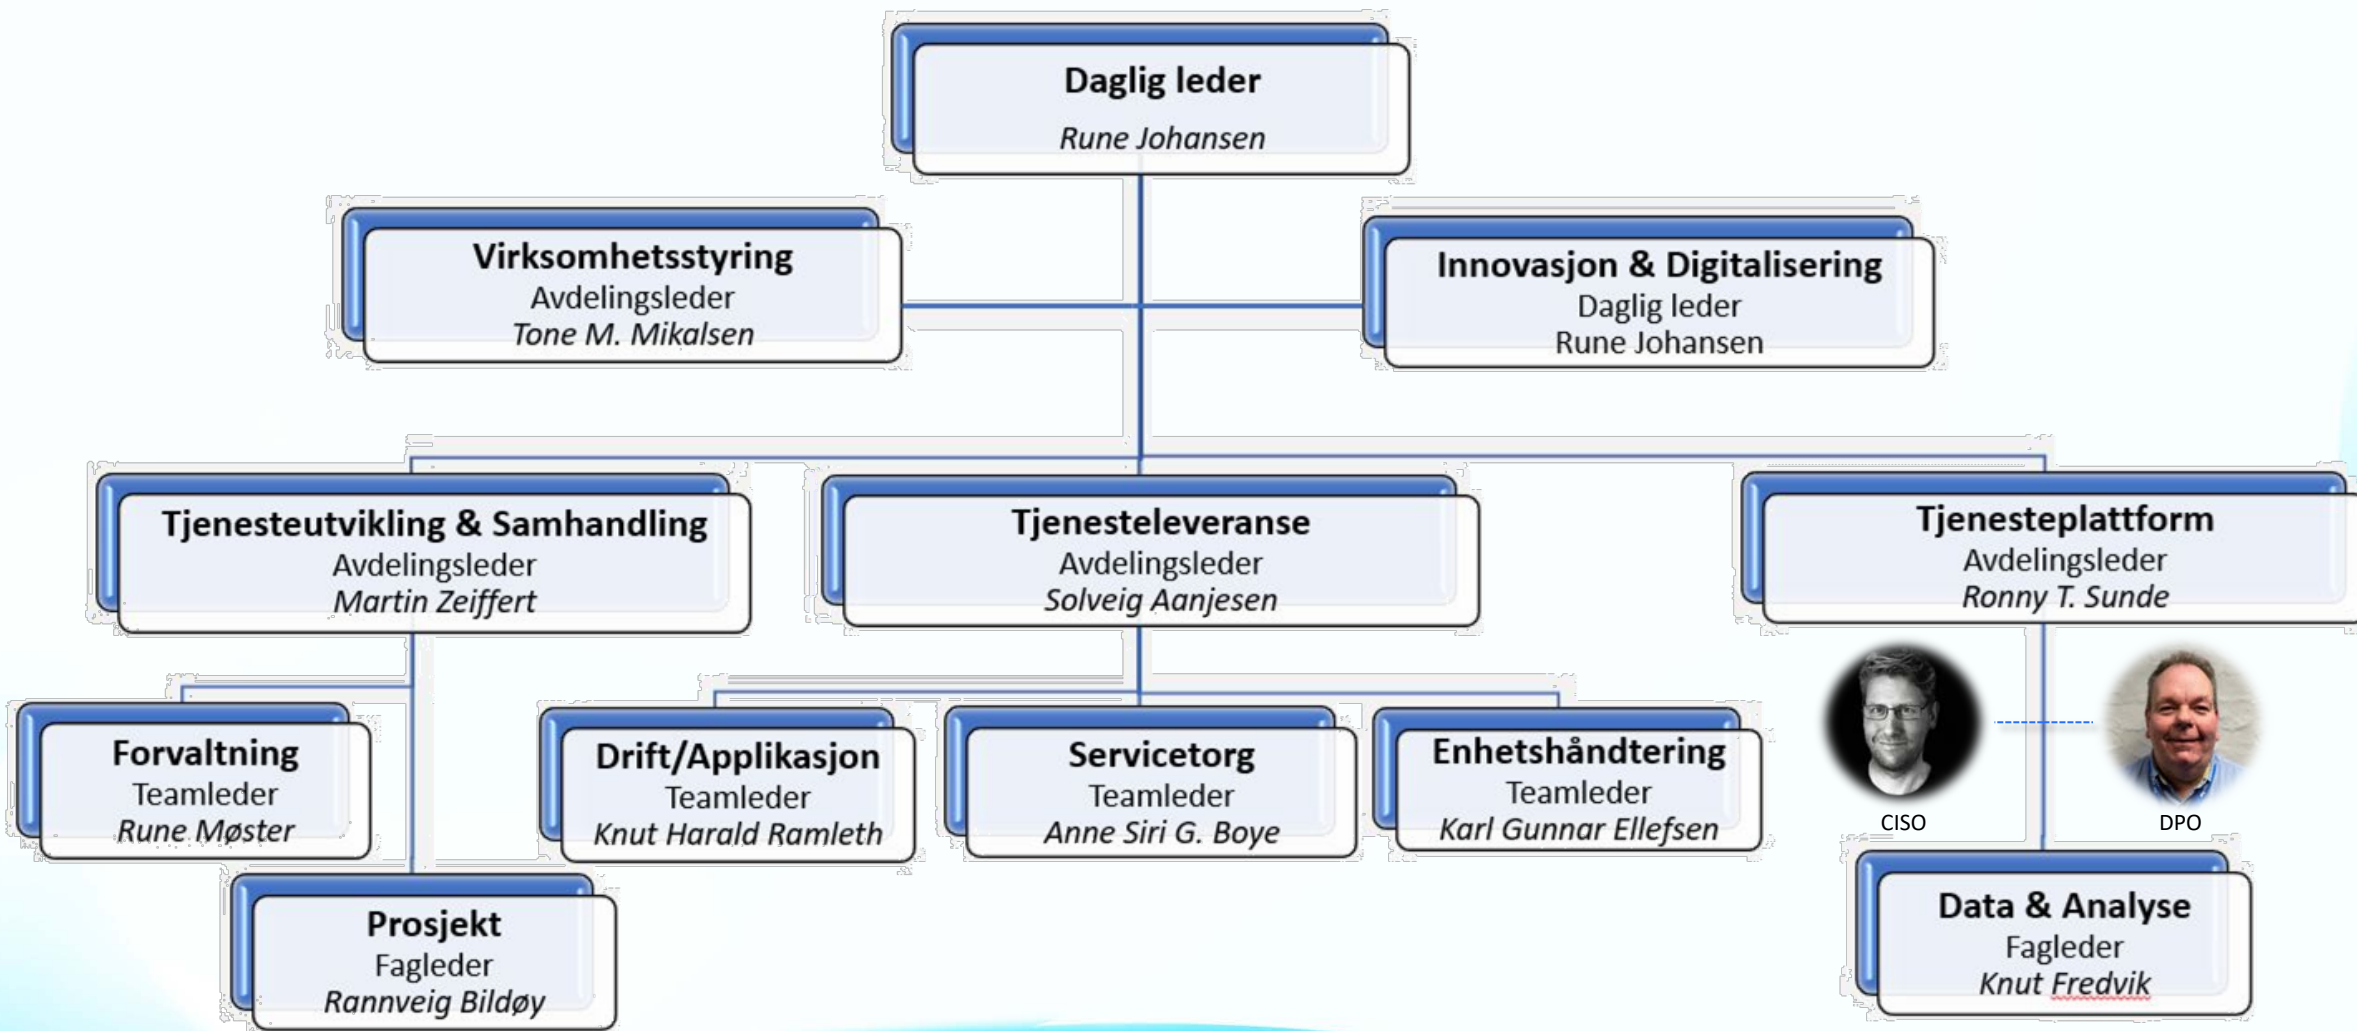 Daglig leder
Rune Johansen
Virksomhetsstyring
Avdelingsleder
Tone M. Mikalsen
Innovasjon & Digitalisering
Daglig leder
Rune Johansen
Tjenesteutvikling & Samhandling
Avdelingsleder
Martin Zeiffert
Tjenesteleveranse
Avdelingsleder
Solveig Aanjesen
Tjenesteplattform
Avdelingsleder
Ronny T. Sunde
Forvaltning
Teamleder
Rune Møster
Drift/Applikasjon
Teamleder
Knut Harald Ramleth
Servicetorg
Teamleder
Anne Siri G. Boye
Enhetshåndtering
Teamleder
Karl Gunnar Ellefsen
CISO
DPO
Prosjekt
Fagleder
Rannveig Bildøy
Data & Analyse
Fagleder
Knut Fredvik